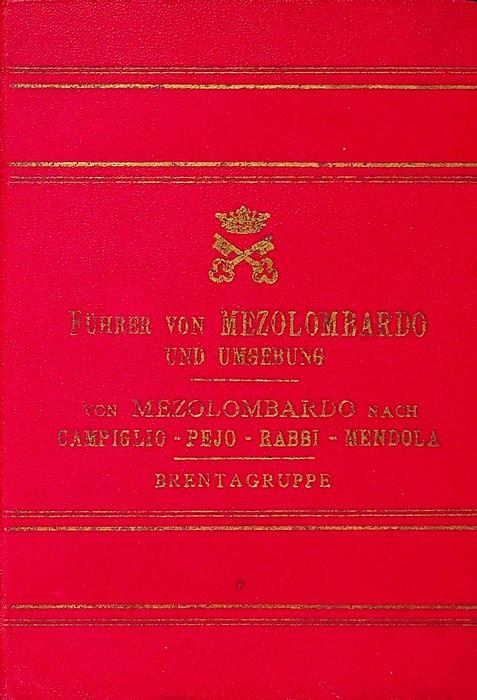 FÜHRER VON MEZOLOMBARDO
UND UMGEBUNG
VON MEZOLOMBARDO NACH
CAMPIGLIO - PEJO - RABBI - MENDOLA
BRENTAGRUPPE